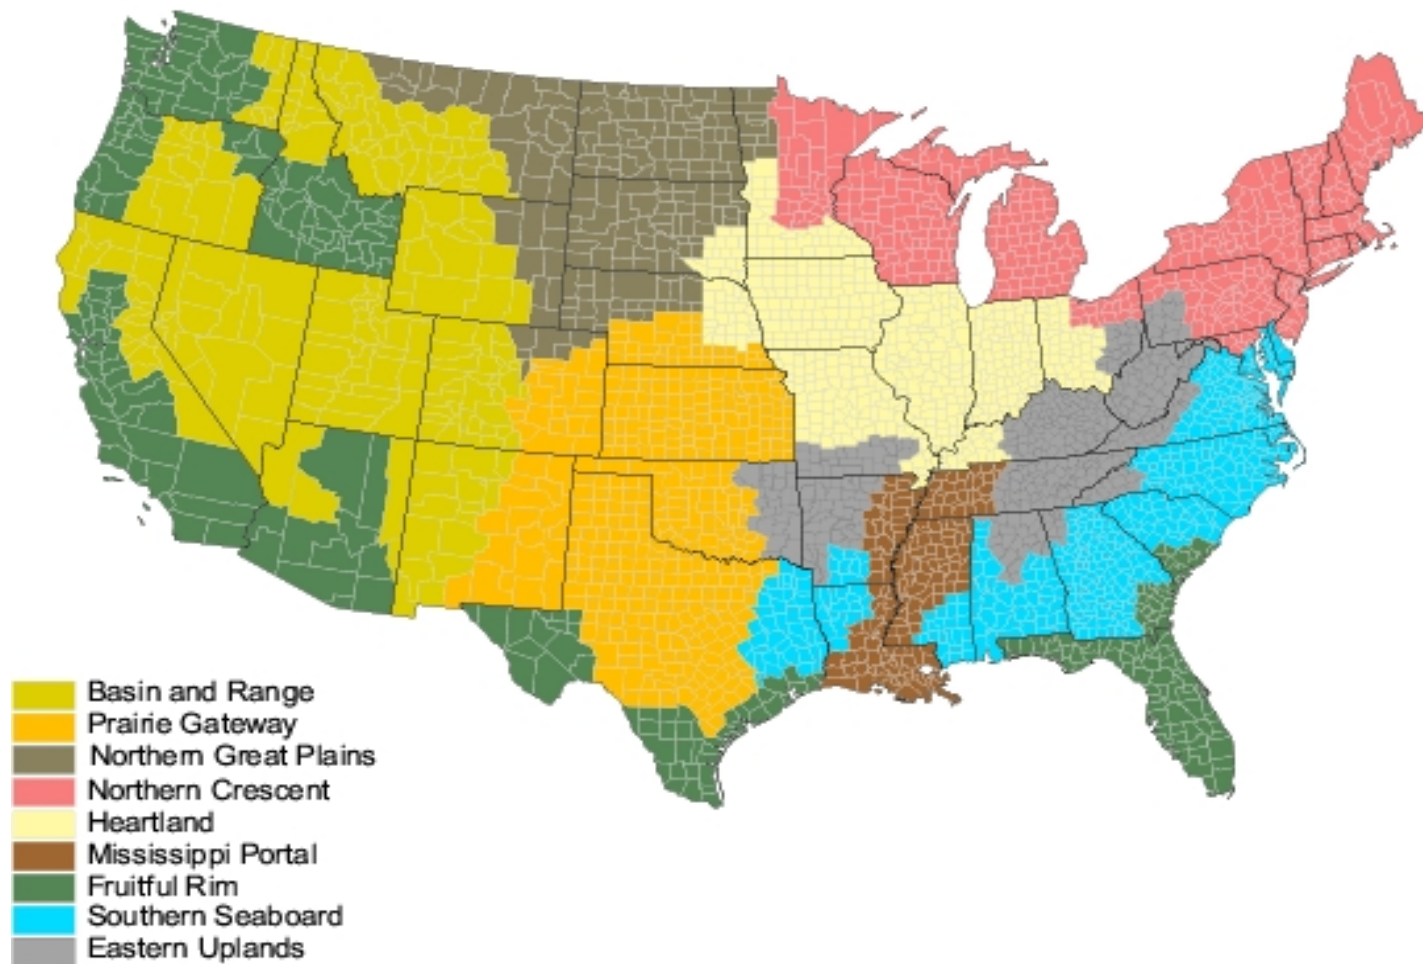 Basin and Range
Prairie Gateway
Northern Great Plains
Northern Crescent
Heartland
Mississippi Portal
Fruitful Rim
Southern Seaboard
Eastern Uplands